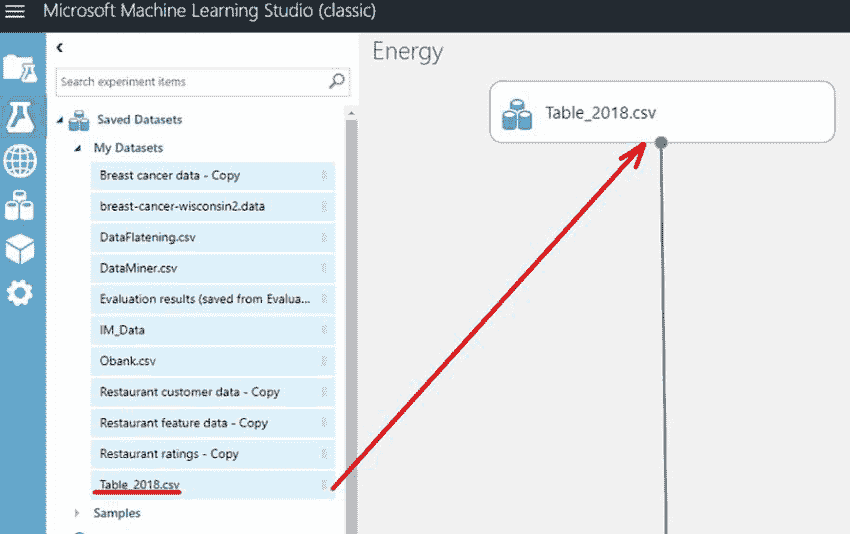 Microsoft Machine Learning Studio (classic)
Energy
Search experiment items
Saved Datasets
My Datasets
Breast cancer data - Copy
breast-cancer-wisconsin2.data
DataFlatening.csv
DataMiner.csv
Evaluation results (saved from Evalua...
IM_Data
Obank.csv
Restaurant customer data - Copy
Restaurant feature data - Copy
Restaurant ratings - Copy
Table_2018.csv
Samples
Table_2018.csv